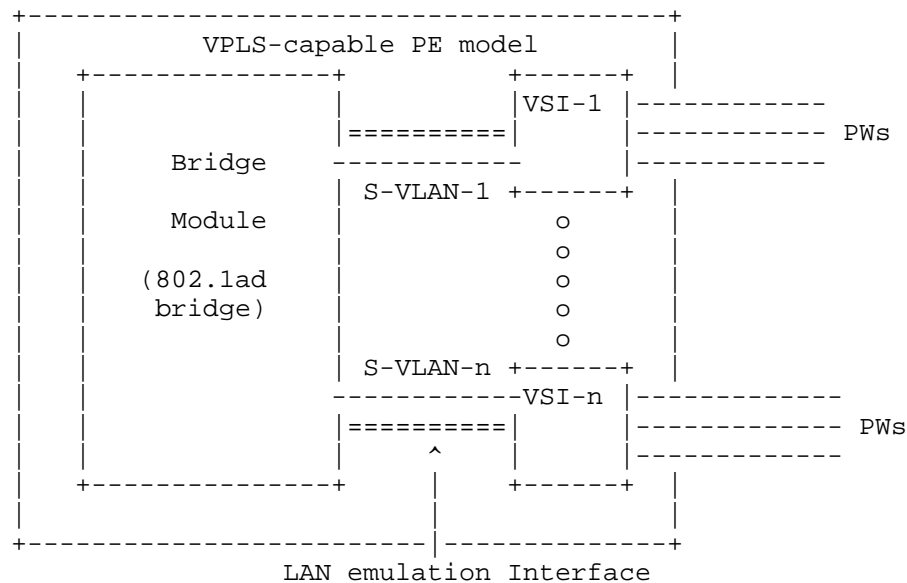 VPLS-capable PE model
VSI-1
========== PWs
Bridge
S-VLAN-1
Module o
o
(802.1ad o
bridge) o
o
S-VLAN-n
VSI-n
========== PWs
^
LAN emulation Interface